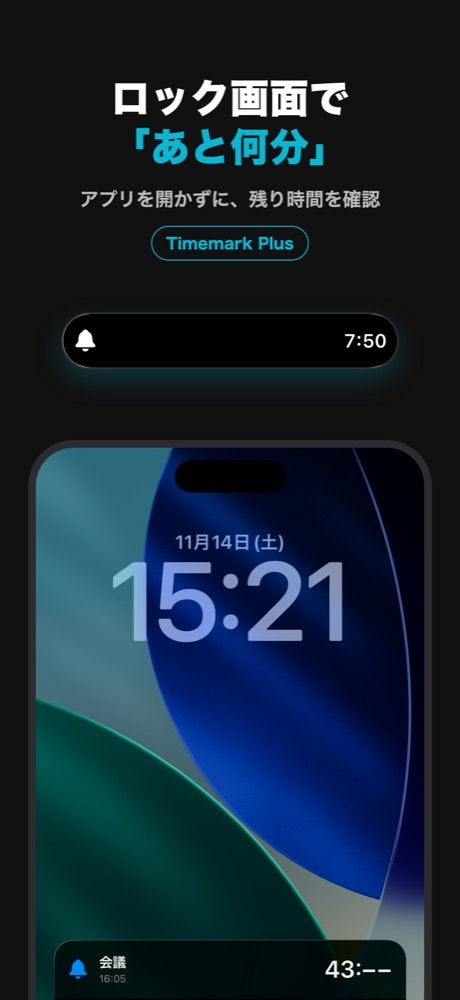 ロック画面で
「あと何分」
アプリを開かずに、残り時間を確認
Timemark Plus
7:50
11月14日 (土)
15:21
会議
16:05
43:−−